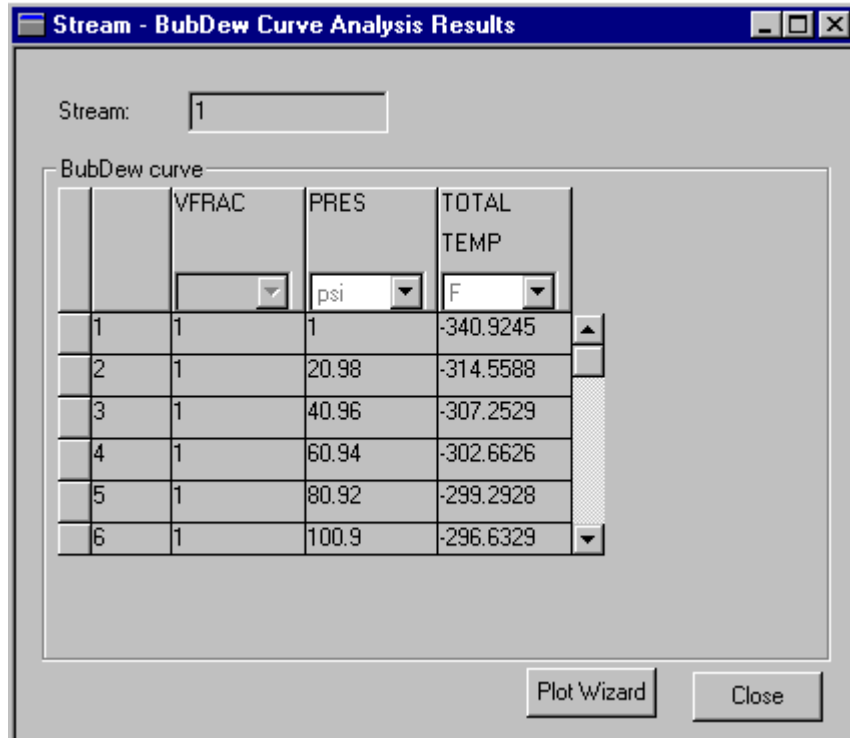 Stream - BubDew Curve Analysis Results
Stream: 1
BubDew curve
VFRAC PRES TOTAL
TEMP
psi F
1 1 1 -340.9245
2 1 20.98 -314.5588
3 1 40.96 -307.2529
4 1 60.94 -302.6626
5 1 80.92 -299.2928
6 1 100.9 -296.6329
Plot Wizard Close